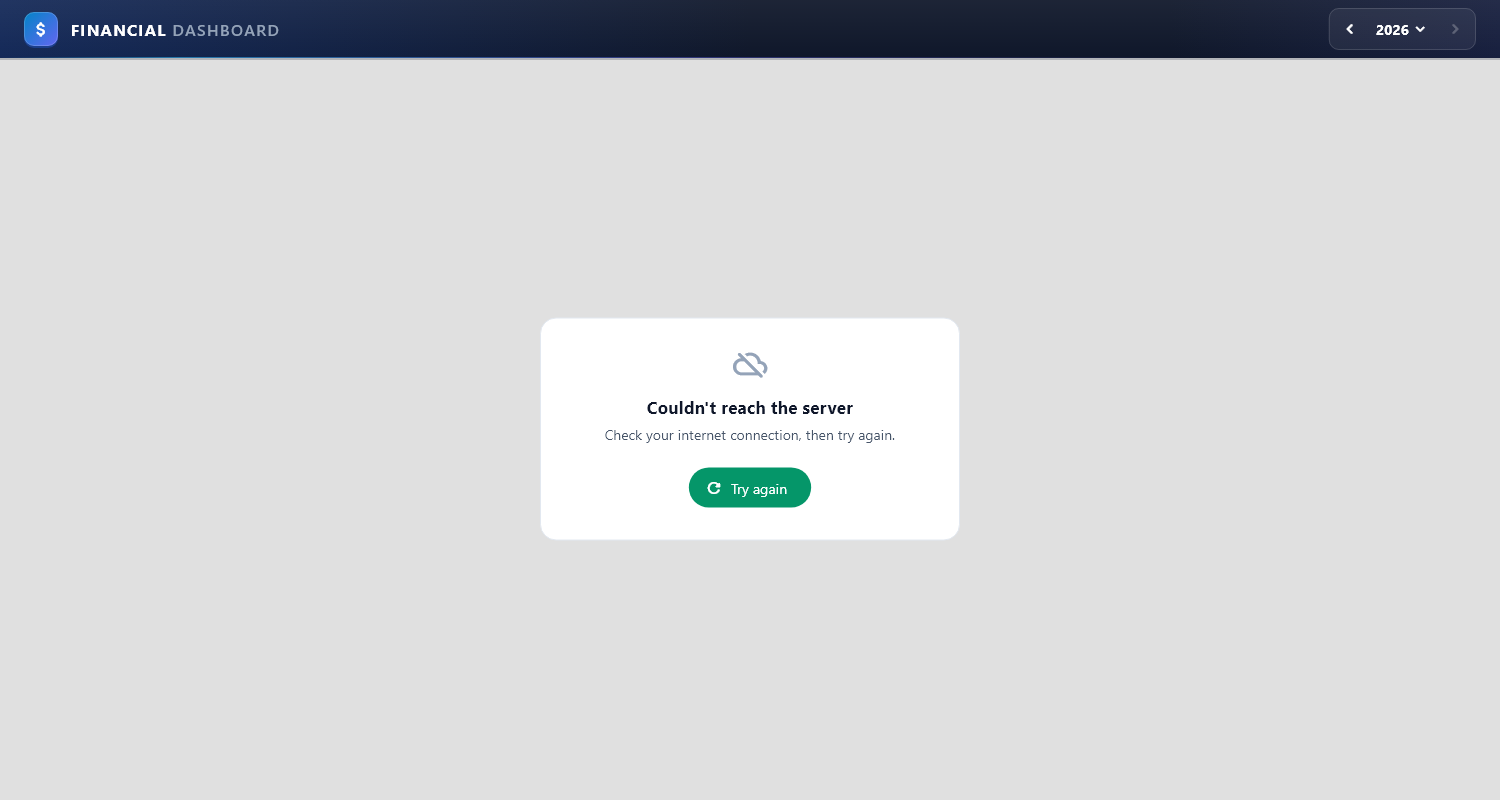 $ FINANCIAL DASHBOARD
2026
Couldn't reach the server
Check your internet connection, then try again.
Try again